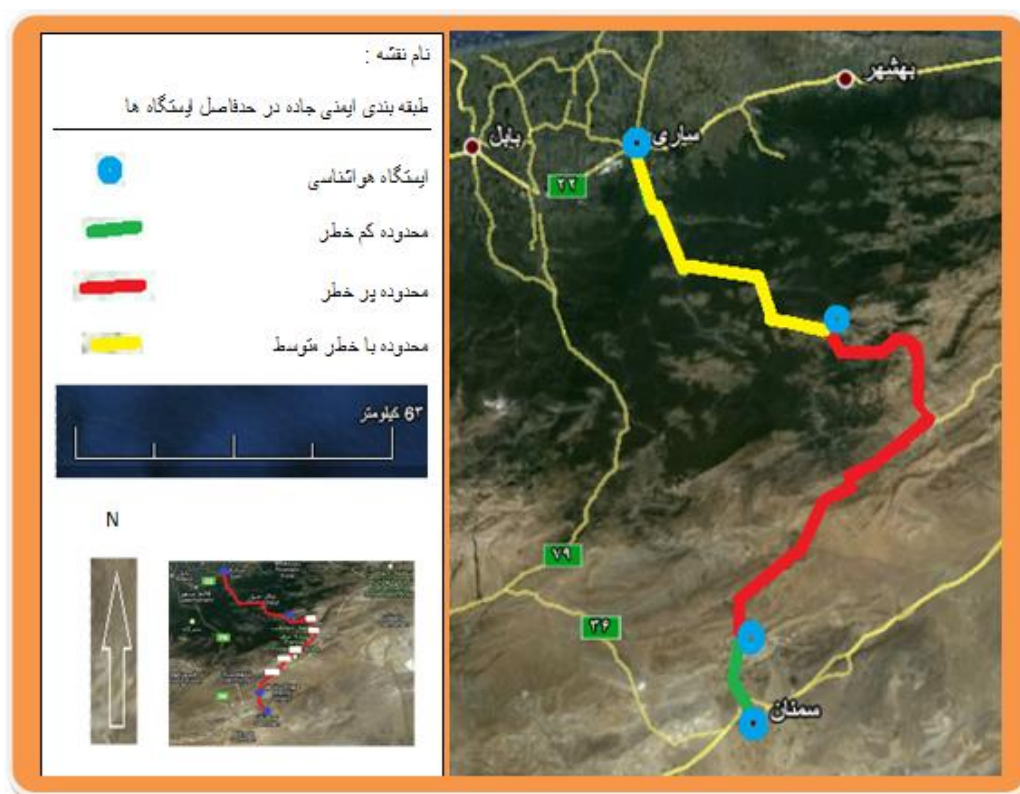 نام نقشه :
طبقه بندی ایمنی جاده در حدفاصل ایستگاه ها
ایستگاه هواشناسی
محدوده کم خطر
محدوده پر خطر
محدوده با خطر متوسط
6۳ کیلومتر
N
بهشهر
ساری
بابل
۲۲
۷۹
۳۶
سمنان